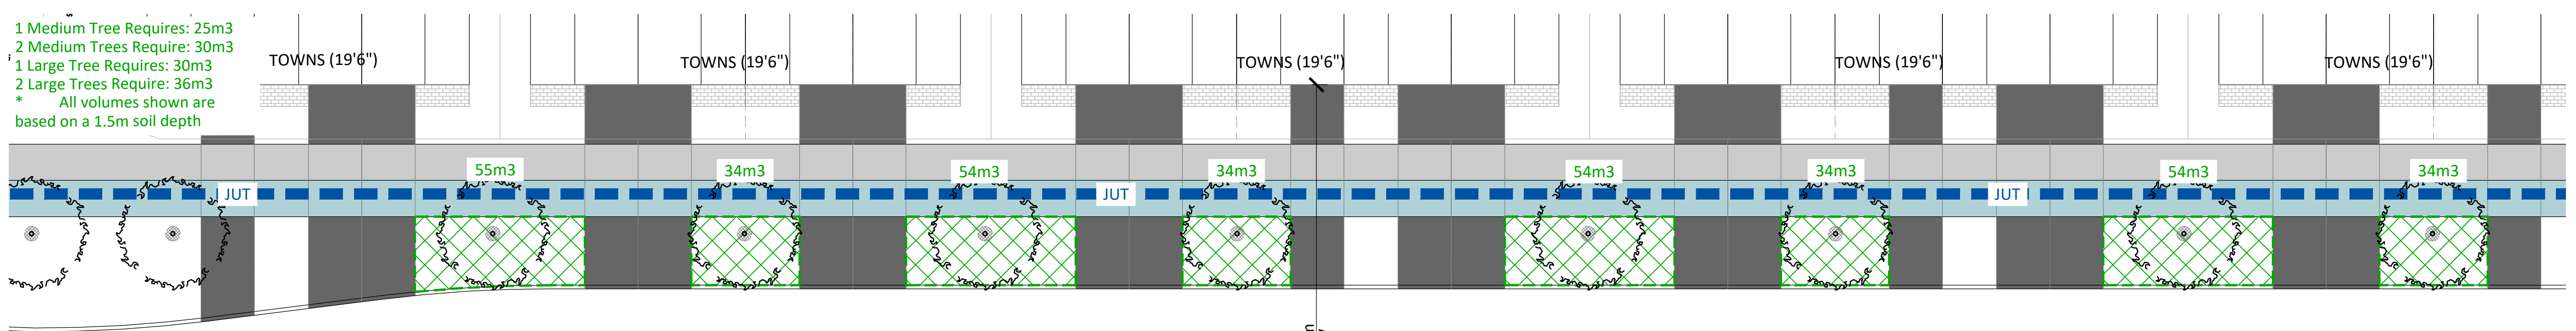 1 Medium Tree Requires: 25m3
2 Medium Trees Require: 30m3
1 Large Tree Requires: 30m3
2 Large Trees Require: 36m3
* All volumes shown are
based on a 1.5m soil depth
TOWNS (19'6")
TOWNS (19'6")
TOWNS (19'6")
TOWNS (19'6")
TOWNS (19'6")
55m3
34m3
54m3
34m3
54m3
34m3
54m3
34m3
JUT
JUT
JUT